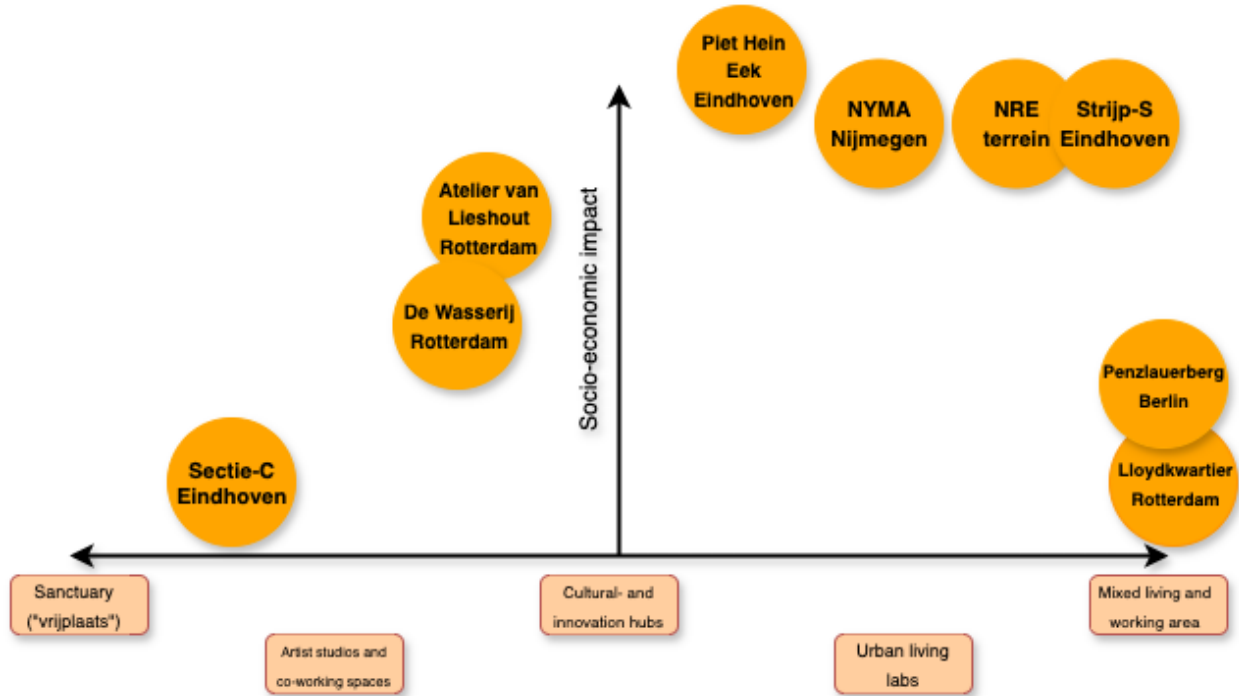 Piet Hein
Eek
Eindhoven
NYMA
Nijmegen
NRE
terrein
Strijp-S
Eindhoven
Atelier van
Lieshout
Rotterdam
De Wasserij
Rotterdam
Socio-economic impact
Penzlauerberg
Berlin
Sectie-C
Eindhoven
Lloydkwartier
Rotterdam
Sanctuary
("vrijplaats")
Cultural- and
innovation hubs
Mixed living and
working area
Artist studios and
co-working spaces
Urban living
labs